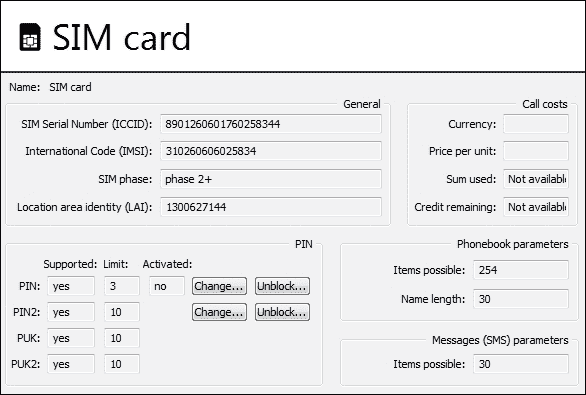 SIM card
Name: SIM card
General
SIM Serial Number (ICCID): 8901260601760258344
International Code (IMSI): 310260606025834
SIM phase: phase 2+
Location area identity (LAI): 1300627144
Call costs
Currency:
Price per unit:
Sum used: Not availabl
Credit remaining: Not availabl
PIN
Supported: Limit: Activated:
PIN: yes 3 no Change... Unblock...
PIN2: yes 10 Change... Unblock...
PUK: yes 10
PUK2: yes 10
Phonebook parameters
Items possible: 254
Name length: 30
Messages (SMS) parameters
Items possible: 30